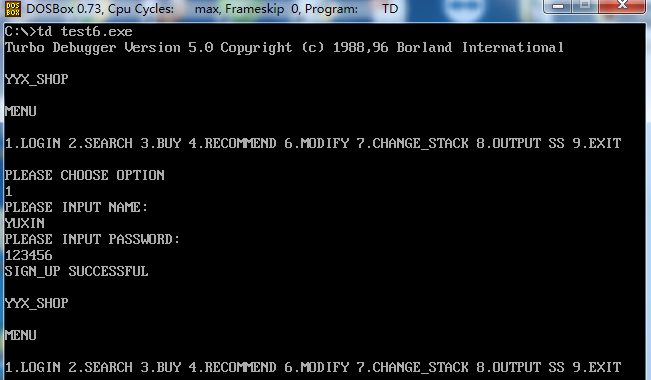 DOS BOX DOSBox 0.73, Cpu Cycles: max, Frameskip 0, Program: TD
C:\>td test6.exe
Turbo Debugger Version 5.0 Copyright (c) 1988,96 Borland International
YYX_SHOP
MENU
1.LOGIN 2.SEARCH 3.BUY 4.RECOMMEND 6.MODIFY 7.CHANGE_STACK 8.OUTPUT SS 9.EXIT
PLEASE CHOOSE OPTION
1
PLEASE INPUT NAME:
YUXIN
PLEASE INPUT PASSWORD:
123456
SIGN_UP SUCCESSFUL
YYX_SHOP
MENU
1.LOGIN 2.SEARCH 3.BUY 4.RECOMMEND 6.MODIFY 7.CHANGE_STACK 8.OUTPUT SS 9.EXIT